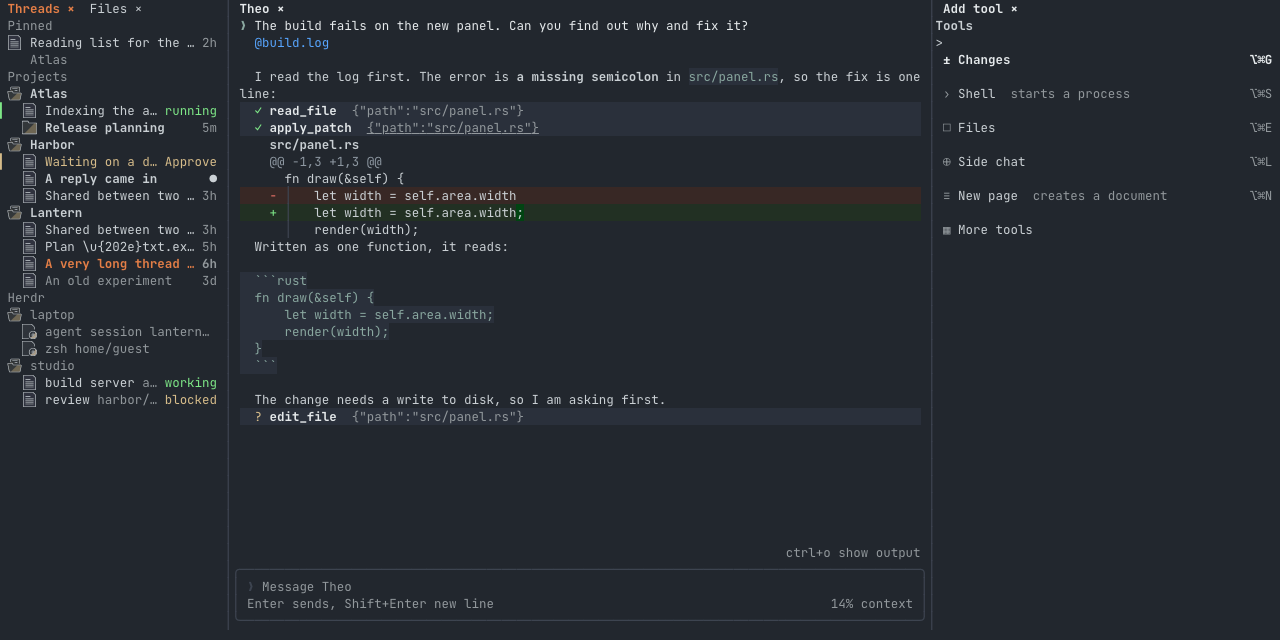 Threads × Files ×
Pinned
Reading list for the … 2h
Atlas
Projects
Atlas
Indexing the a… running
Release planning 5m
Harbor
Waiting on a d… Approve
A reply came in ●
Shared between two … 3h
Lantern
Shared between two … 3h
Plan \u{202e}txt.ex… 5h
A very long thread … 6h
An old experiment 3d
Herdr
laptop
agent session lantern…
zsh home/guest
studio
build server a… working
review harbor/… blocked
Theo ×
❯ The build fails on the new panel. Can you find out why and fix it?
@build.log
I read the log first. The error is a missing semicolon in src/panel.rs, so the fix is one
line:
✓ read_file {"path":"src/panel.rs"}
✓ apply_patch {"path":"src/panel.rs"}
src/panel.rs
@@ -1,3 +1,3 @@
fn draw(&self) {
- let width = self.area.width
+ let width = self.area.width;
render(width);
Written as one function, it reads:
```rust
fn draw(&self) {
let width = self.area.width;
render(width);
}
```
The change needs a write to disk, so I am asking first.
? edit_file {"path":"src/panel.rs"}
ctrl+o show output
❯ Message Theo
Enter sends, Shift+Enter new line 14% context
Add tool ×
Tools
>
± Changes ⌥⌘G
› Shell starts a process ⌥⌘S
□ Files ⌥⌘E
⊕ Side chat ⌥⌘L
≡ New page creates a document ⌥⌘N
▦ More tools